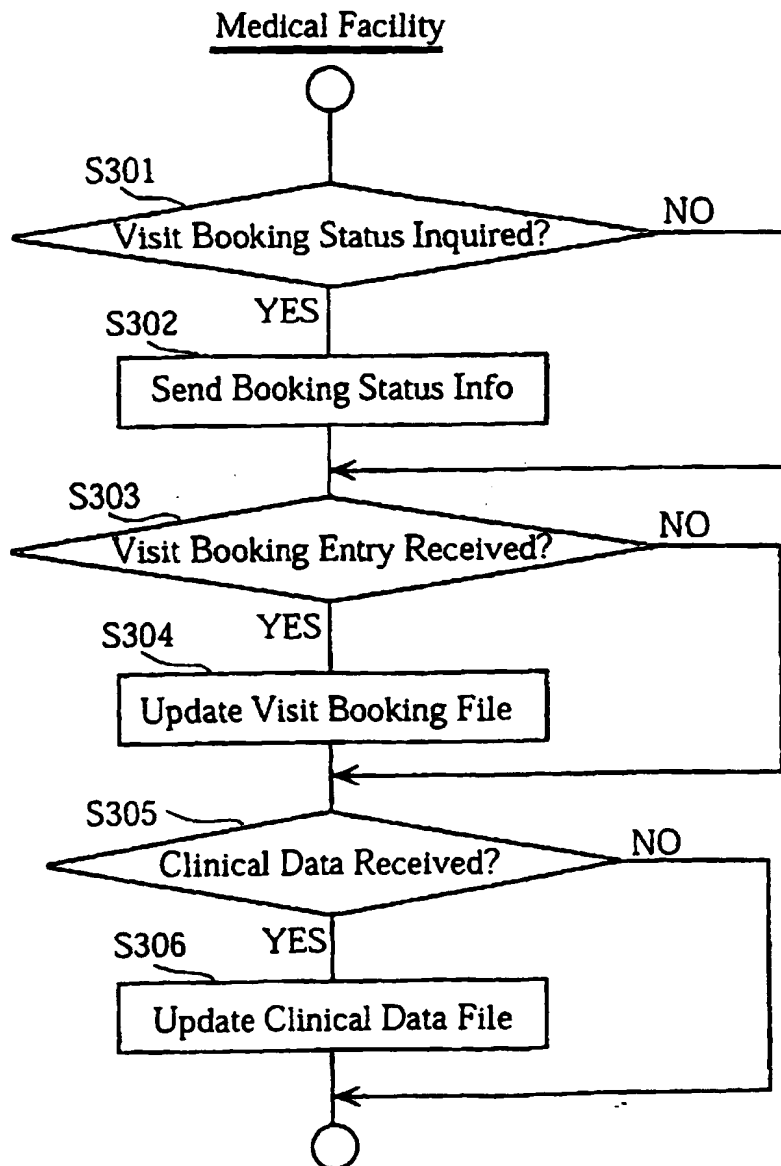 Medical Facility
S301
Visit Booking Status Inquired?
NO
YES
S302
Send Booking Status Info
S303
Visit Booking Entry Received?
NO
YES
S304
Update Visit Booking File
S305
Clinical Data Received?
NO
YES
S306
Update Clinical Data File